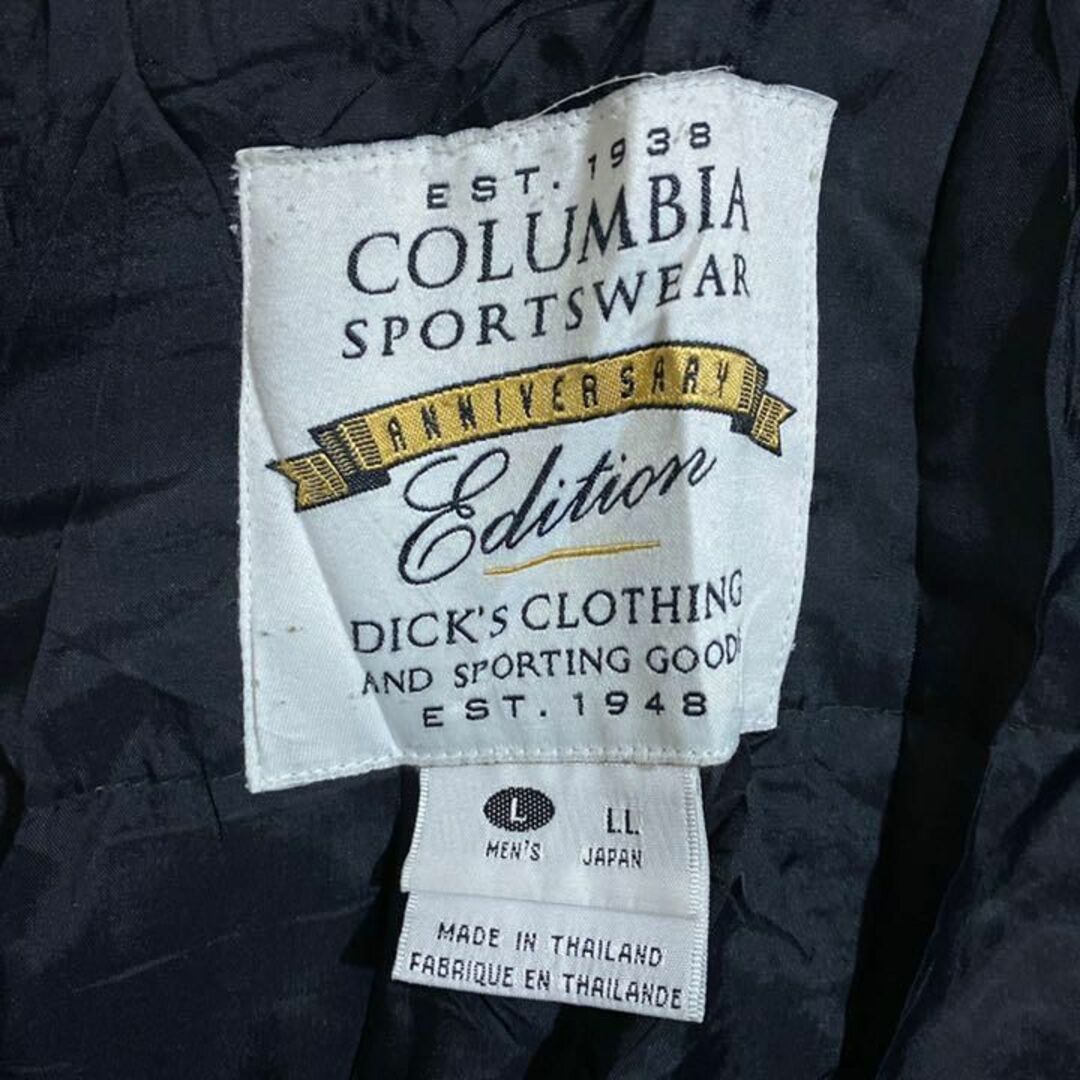 EST. 1938
COLUMBIA
SPORTSWEAR
ANNIVERSARY
Edition
DICK'S CLOTHING
AND SPORTING GOODS
EST. 1948
L L.L.
MEN'S JAPAN
MADE IN THAILAND
FABRIQUE EN THAILANDE